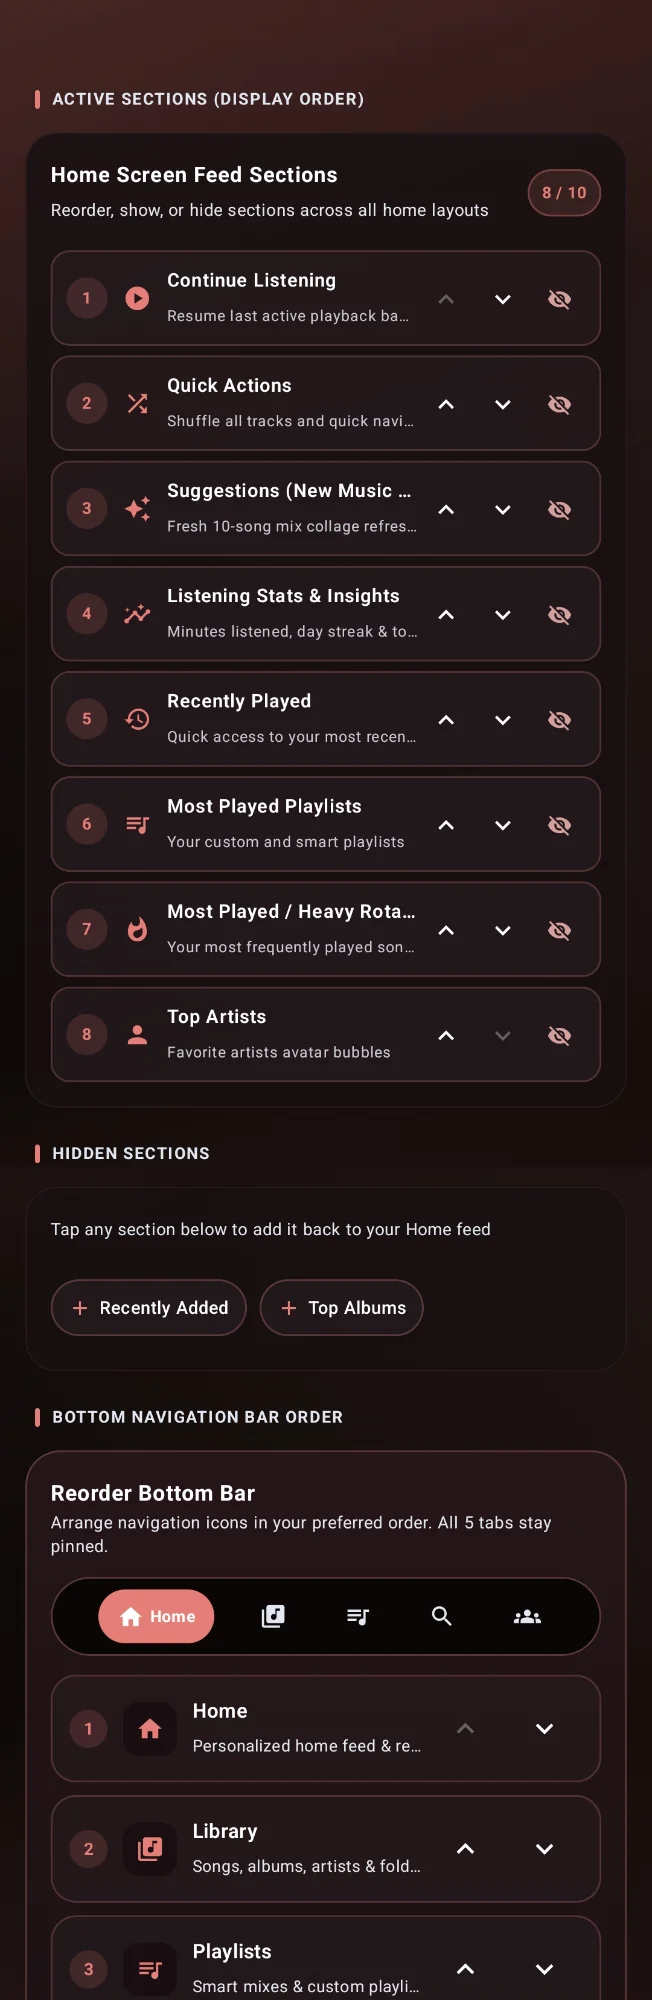 ACTIVE SECTIONS (DISPLAY ORDER)
Home Screen Feed Sections
Reorder, show, or hide sections across all home layouts
8 / 10
1
Continue Listening
Resume last active playback ba…
2
Quick Actions
Shuffle all tracks and quick navi…
3
Suggestions (New Music …
Fresh 10-song mix collage refres…
4
Listening Stats & Insights
Minutes listened, day streak & to…
5
Recently Played
Quick access to your most recen…
6
Most Played Playlists
Your custom and smart playlists
7
Most Played / Heavy Rota…
Your most frequently played son…
8
Top Artists
Favorite artists avatar bubbles
HIDDEN SECTIONS
Tap any section below to add it back to your Home feed
+ Recently Added
+ Top Albums
BOTTOM NAVIGATION BAR ORDER
Reorder Bottom Bar
Arrange navigation icons in your preferred order. All 5 tabs stay
pinned.
Home
1
Home
Personalized home feed & re…
2
Library
Songs, albums, artists & fold…
3
Playlists
Smart mixes & custom playli…